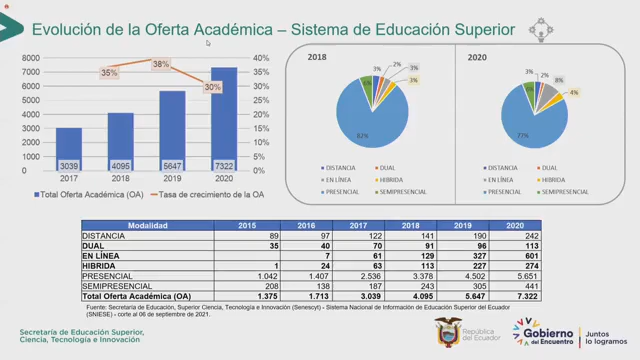 Evolución de la Oferta Académica – Sistema de Educación Superior
8000 40%
7000 35%
6000 30%
5000 25%
4000 20%
3000 15%
2000 10%
1000 5%
0 0%
35% 38% 30%
3039 4095 5647 7322
2017 2018 2019 2020
Total Oferta Académica (OA) Tasa de crecimiento de la OA
2018
3% 2% 3% 3% 82% 6%
DISTANCIA DUAL
EN LÍNEA HIBRIDA
PRESENCIAL SEMIPRESENCIAL
2020
3% 2% 8% 4% 77% 6%
DISTANCIA DUAL
EN LÍNEA HIBRIDA
PRESENCIAL SEMIPRESENCIAL
Modalidad 2015 2016 2017 2018 2019 2020
DISTANCIA 89 97 122 141 190 242
DUAL 35 40 70 91 96 113
EN LÍNEA 7 61 129 327 601
HIBRIDA 1 24 63 113 227 274
PRESENCIAL 1.042 1.407 2.536 3.378 4.502 5.651
SEMIPRESENCIAL 208 138 187 243 305 441
Total Oferta Académica (OA) 1.375 1.713 3.039 4.095 5.647 7.322
Fuente: Secretaría de Educación, Superior Ciencia, Tecnología e Innovación (Senescyt) - Sistema Nacional de Información de Educación Superior del Ecuador
(SNIESE) - corte al 06 de septiembre de 2021.
Secretaría de Educación Superior,
Ciencia, Tecnología e Innovación
República
del Ecuador
Gobierno
del Encuentro
Juntos
lo logramos